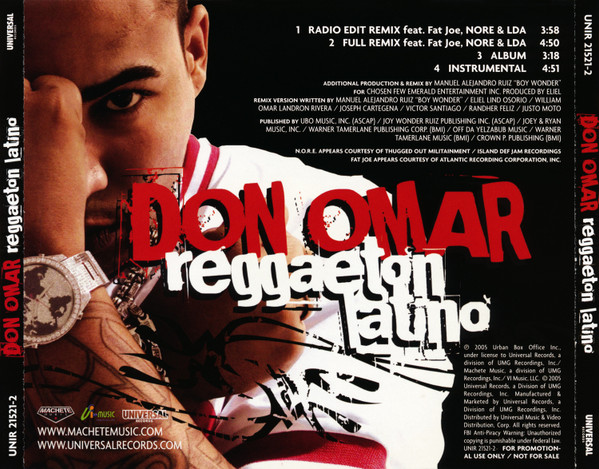 1 RADIO EDIT REMIX feat. Fat Joe, NORE & LDA 3:58
2 FULL REMIX feat. Fat Joe, NORE & LDA 4:50
3 ALBUM 3:18
4 INSTRUMENTAL 4:51
ADDITIONAL PRODUCTION & REMIX BY MANUEL ALEJANDRO RUIZ "BOY WONDER"
FOR CHOSEN FEW EMERALD ENTERTAINMENT INC. PRODUCED BY ELIEL
REMIX VERSION WRITTEN BY MANUEL ALEJANDRO RUIZ "BOY WONDER" / ELIEL LIND OSORIO / WILLIAM
OMAR LANDRON RIVERA / JOSEPH CARTEGENA / VICTOR SANTIAGO / RANDHER FELIZ / JUSTO MOTO
PUBLISHED BY UBO MUSIC. INC. (ASCAP) / JOY WONDER RUIZ PUBLISHING INC. (ASCAP) / JOEY & RYAN
MUSIC, INC. / WARNER TAMERLANE PUBLISHING CORP. (BMI) / OFF DA YELZABUB MUSIC / WARNER
TAMERLANE MUSIC (BMI) / CROWN P PUBLISHING (BMI)
N.O.R.E. APPEARS COURTESY OF THUGGED OUT MILITAINMENT / ISLAND DEF JAM RECORDINGS
FAT JOE APPEARS COURTESY OF ATLANTIC RECORDING CORPORATION, INC.
DON OMAR
reggaeton
latino
℗ 2005 Urban Box Office Inc.,
under license to Universal Records, a
division of UMG Recordings, Inc./
Machete Music, a division of UMG
Recordings, Inc./ VI Music, LLC. © 2005
Universal Records, a Division of UMG
Recordings, Inc. Manufactured &
Marketed by Universal Records, a
Division of UMG Recordings, Inc.
Distributed by Universal Music & Video
Distribution, Corp. All rights reserved.
FBI Anti-Piracy Warning: Unauthorized
copying is punishable under federal law.
UNIR 21521-2 FOR PROMOTION-
AL USE ONLY / NOT FOR SALE
MACHETE
Vi-music
UNIVERSAL
RECORDS
WWW.MACHETEMUSIC.COM
WWW.UNIVERSALRECORDS.COM
UNIR 21521-2
DON OMAR reggaeton latino
UNIVERSAL
RECORDS
UNIR 21521-2
DON OMAR reggaeton latino
UNIVERSAL
RECORDS